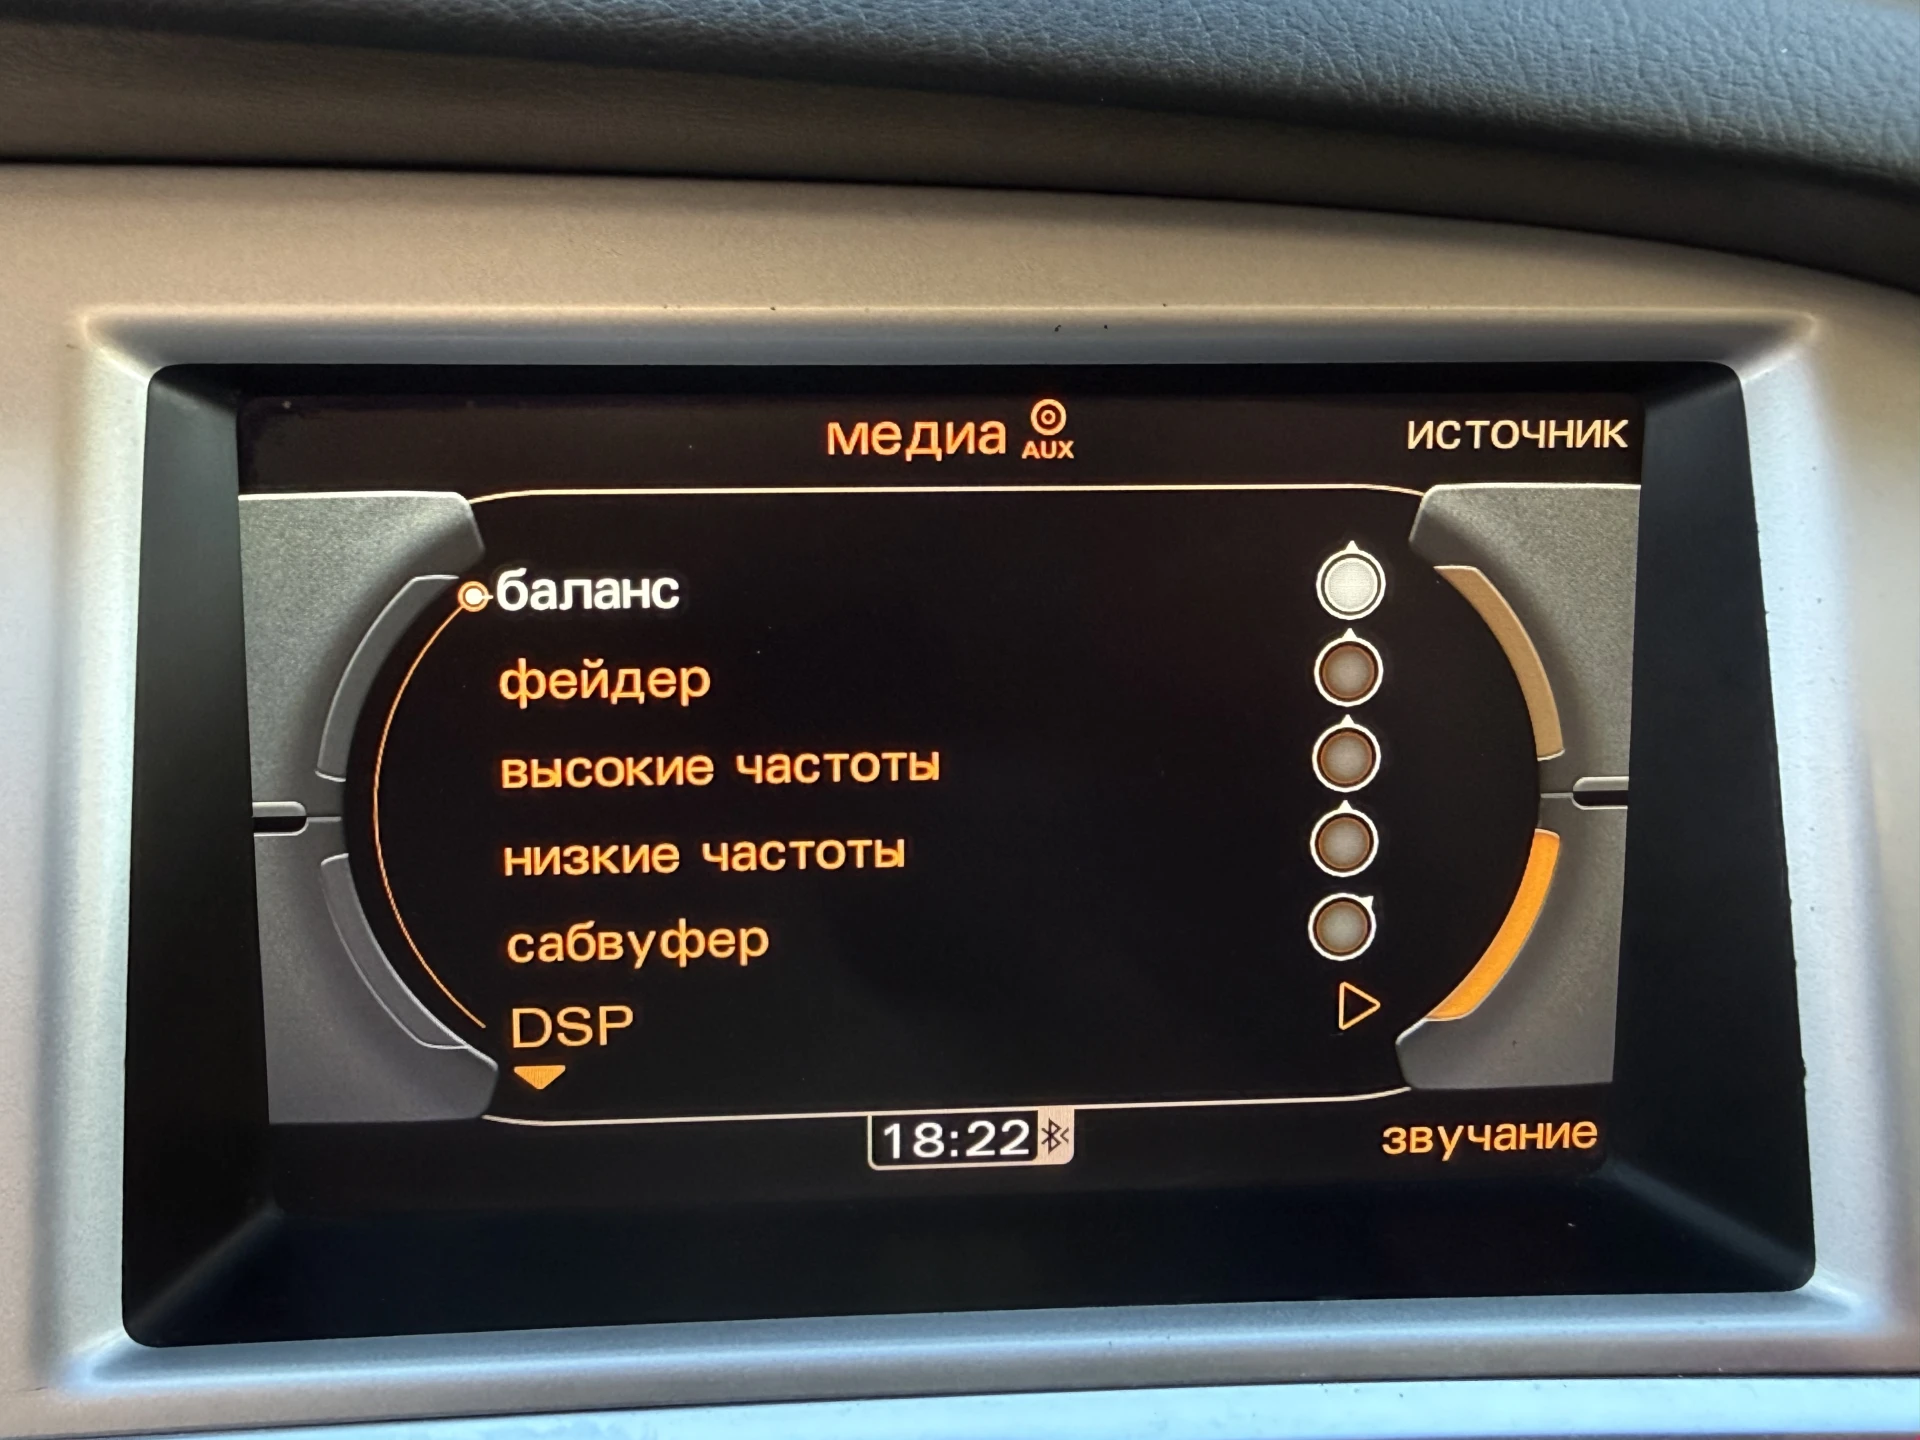 медиа AUX
источник
баланс
фейдер
высокие частоты
низкие частоты
сабвуфер
DSP
18:22
звучание